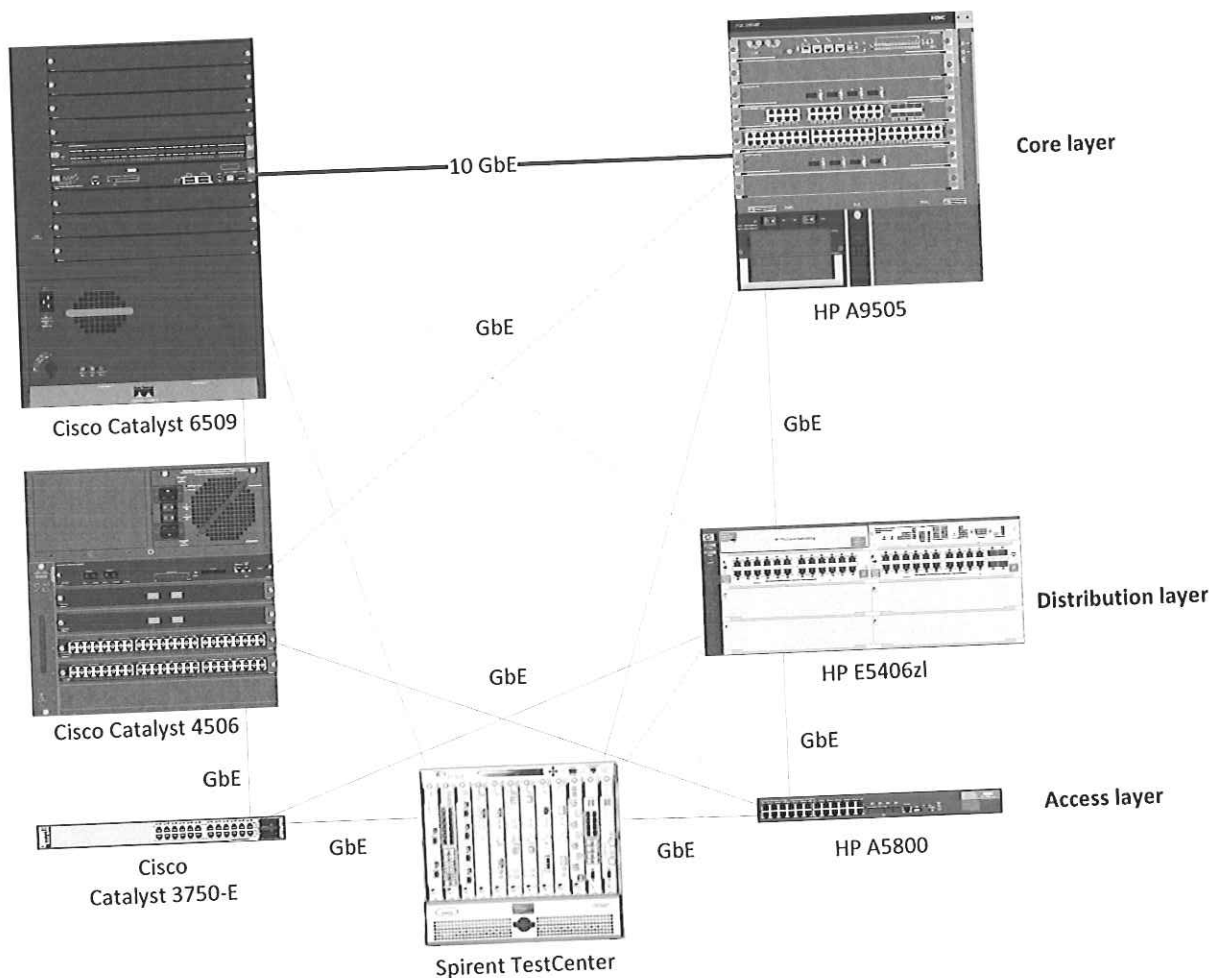 10 GbE
Core layer
HP A9505
GbE
Cisco Catalyst 6509
GbE
Distribution layer
HP E5406zl
GbE
Cisco Catalyst 4506
GbE
GbE
Access layer
GbE
GbE
HP A5800
Cisco
Catalyst 3750-E
Spirent TestCenter